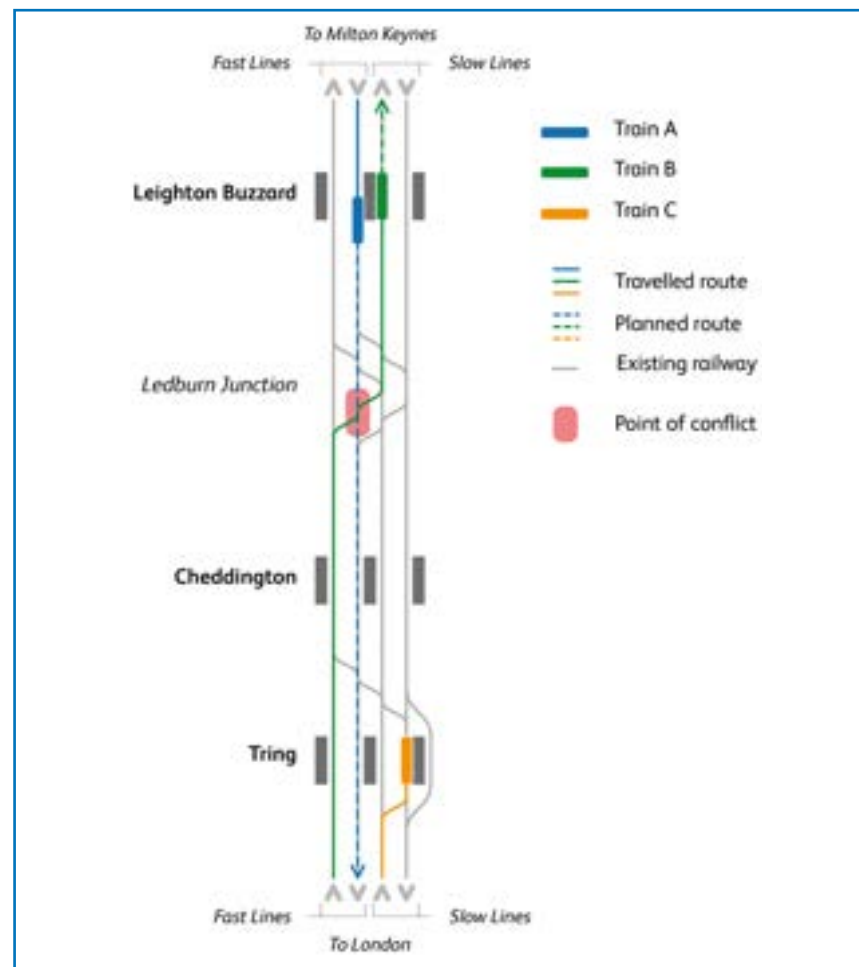 To Milton Keynes
Fast Lines
Slow Lines
Train A
Train B
Train C
Leighton Buzzard
Travelled route
Planned route
Existing railway
Ledburn Junction
Point of conflict
Cheddington
Tring
Fast Lines
Slow Lines
To London